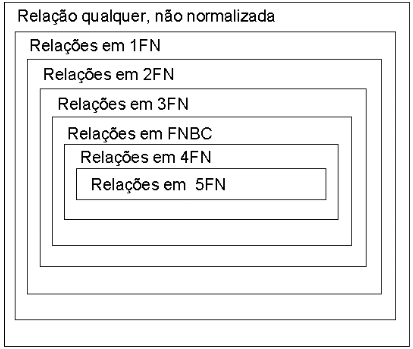 Relação qualquer, não normalizada
Relações em 1FN
Relações em 2FN
Relações em 3FN
Relações em FNBC
Relações em 4FN
Relações em 5FN